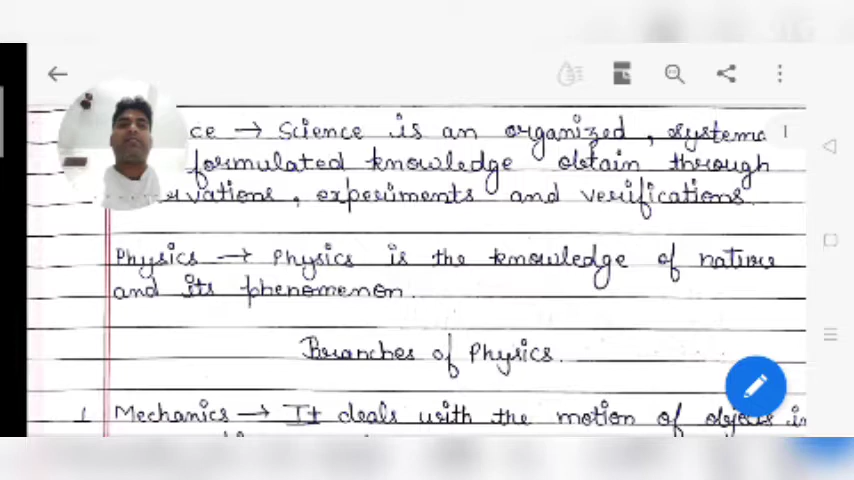 ce → Science is an organized, systema
formulated knowledge obtain through
vations, experiments and verifications.
Physics → Physics is the knowledge of nature
and its phenomenon.
Branches of Physics.
1 Mechanics → It deals with the motion of objects in
1